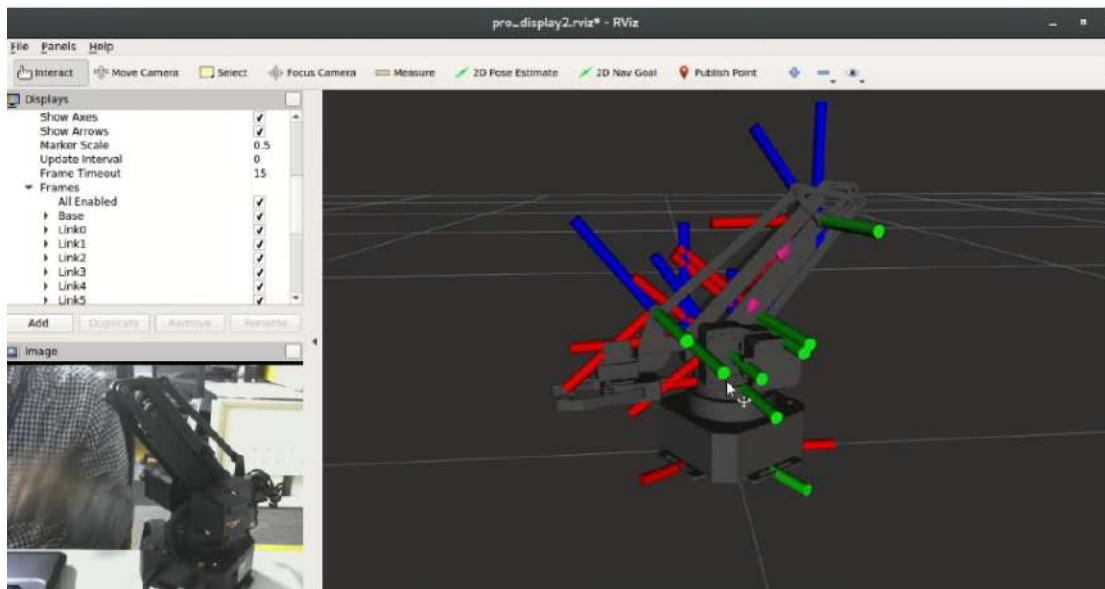 pro_display2.rviz* - RViz
File Panels Help
Interact Move Camera Select Focus Camera Measure 2D Pose Estimate 2D Nav Goal Publish Point
Displays
Show Axes
Show Arrows
Marker Scale 0.5
Update Interval 0
Frame Timeout 15
Frames
All Enabled
Base
Link0
Link1
Link2
Link3
Link4
Link5
Add Duplicate Remove Rename
Image